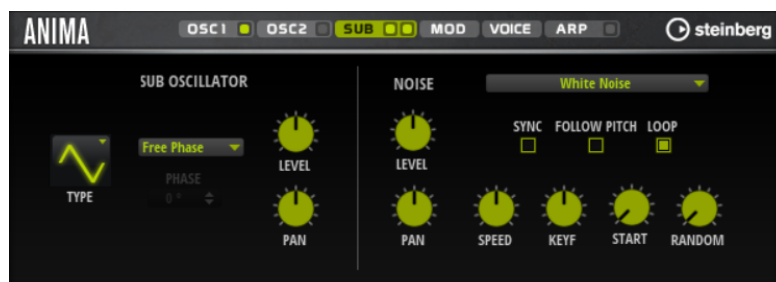 ANIMA OSC1 OSC2 SUB MOD VOICE ARP steinberg
SUB OSCILLATOR
Free Phase
PHASE
0 °
TYPE
LEVEL
PAN
NOISE White Noise
SYNC FOLLOW PITCH LOOP
LEVEL
PAN SPEED KEYF START RANDOM